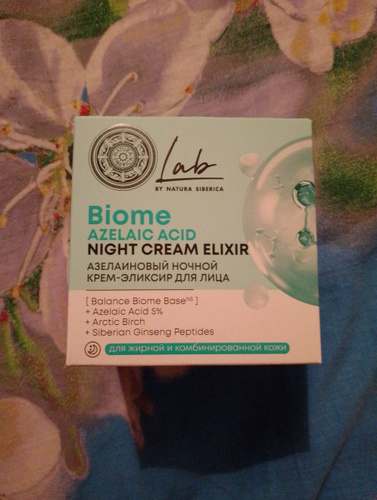 Lab
BY NATURA SIBERICA
Biome
AZELAIC ACID
NIGHT CREAM ELIXIR
АЗЕЛАИНОВЫЙ НОЧНОЙ
КРЕМ-ЭЛИКСИР ДЛЯ ЛИЦА
[ Balance Biome Base ᴺˢ ]
+ Azelaic Acid 5%
+ Arctic Birch
+ Siberian Ginseng Peptides
для жирной и комбинированной кожи